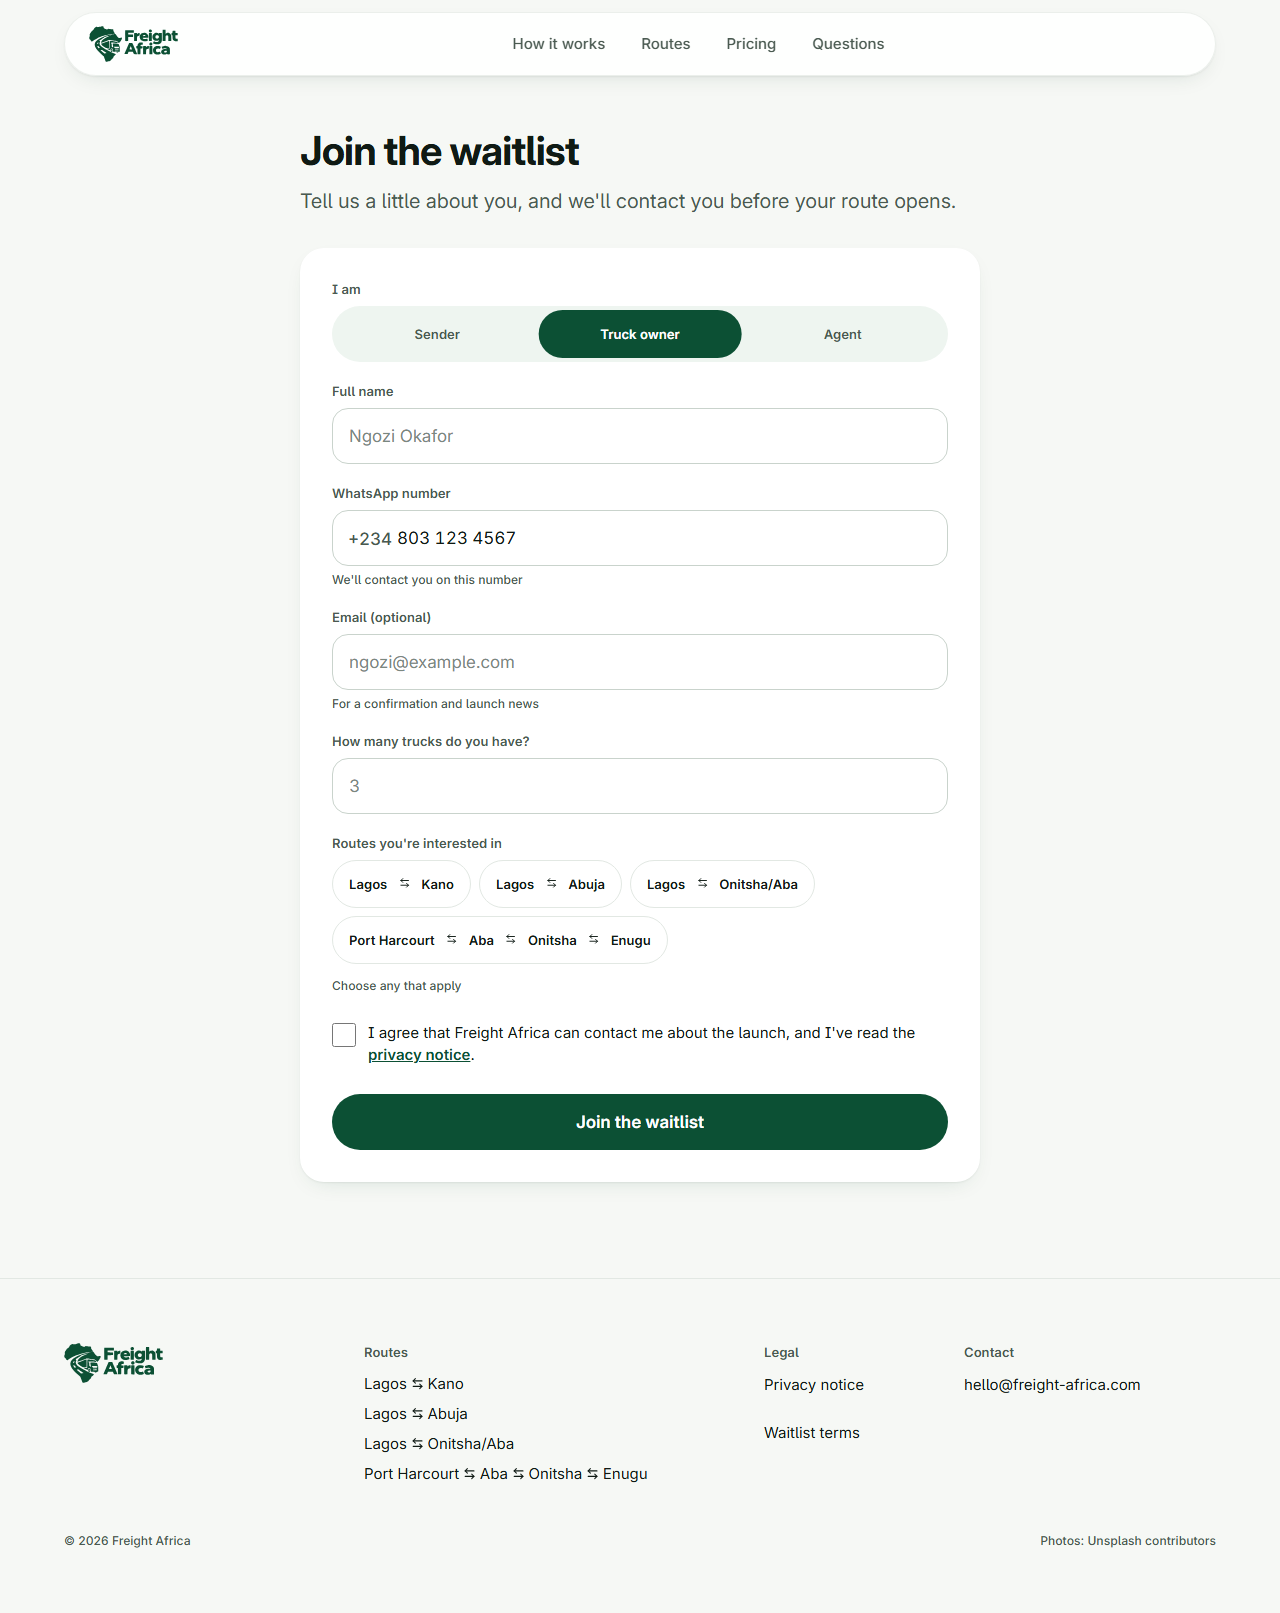 Freight Africa
How it works
Routes
Pricing
Questions
Join the waitlist
Tell us a little about you, and we'll contact you before your route opens.
I am
Sender
Truck owner
Agent
Full name
Ngozi Okafor
WhatsApp number
+234 803 123 4567
We'll contact you on this number
Email (optional)
ngozi@example.com
For a confirmation and launch news
How many trucks do you have?
3
Routes you're interested in
Lagos ⇆ Kano
Lagos ⇆ Abuja
Lagos ⇆ Onitsha/Aba
Port Harcourt ⇆ Aba ⇆ Onitsha ⇆ Enugu
Choose any that apply
I agree that Freight Africa can contact me about the launch, and I've read the
privacy notice.
Join the waitlist
Freight Africa
Routes
Lagos ⇆ Kano
Lagos ⇆ Abuja
Lagos ⇆ Onitsha/Aba
Port Harcourt ⇆ Aba ⇆ Onitsha ⇆ Enugu
Legal
Privacy notice
Waitlist terms
Contact
hello@freight-africa.com
© 2026 Freight Africa
Photos: Unsplash contributors